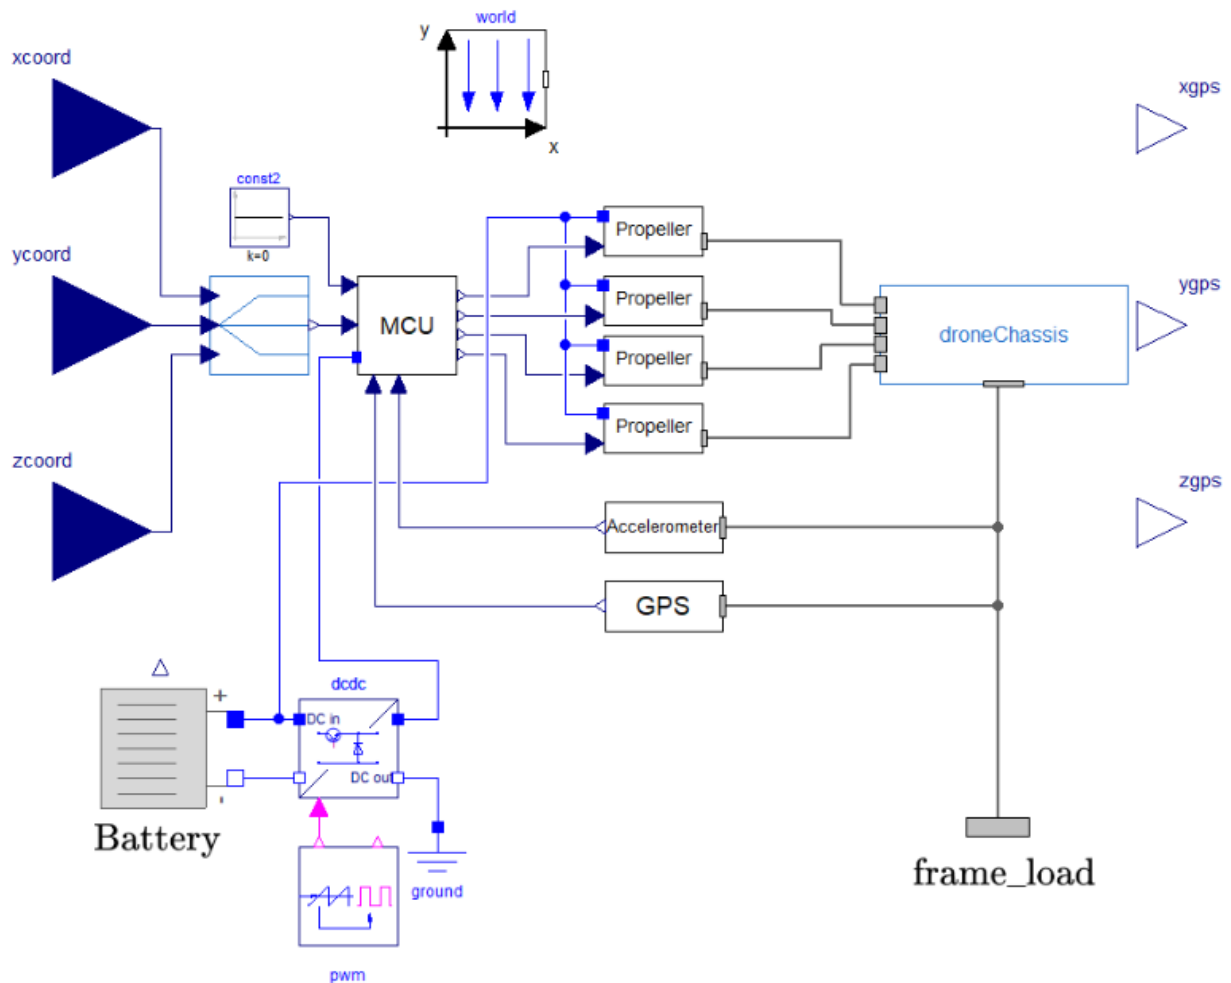 world
y
x
xcoord
xgps
const2
k=0
Propeller
ycoord
ygps
MCU
Propeller
droneChassis
Propeller
Propeller
zcoord
zgps
Accelerometer
GPS
dcdc
+
DC in
DC out
-
Battery
ground
frame_load
pwm